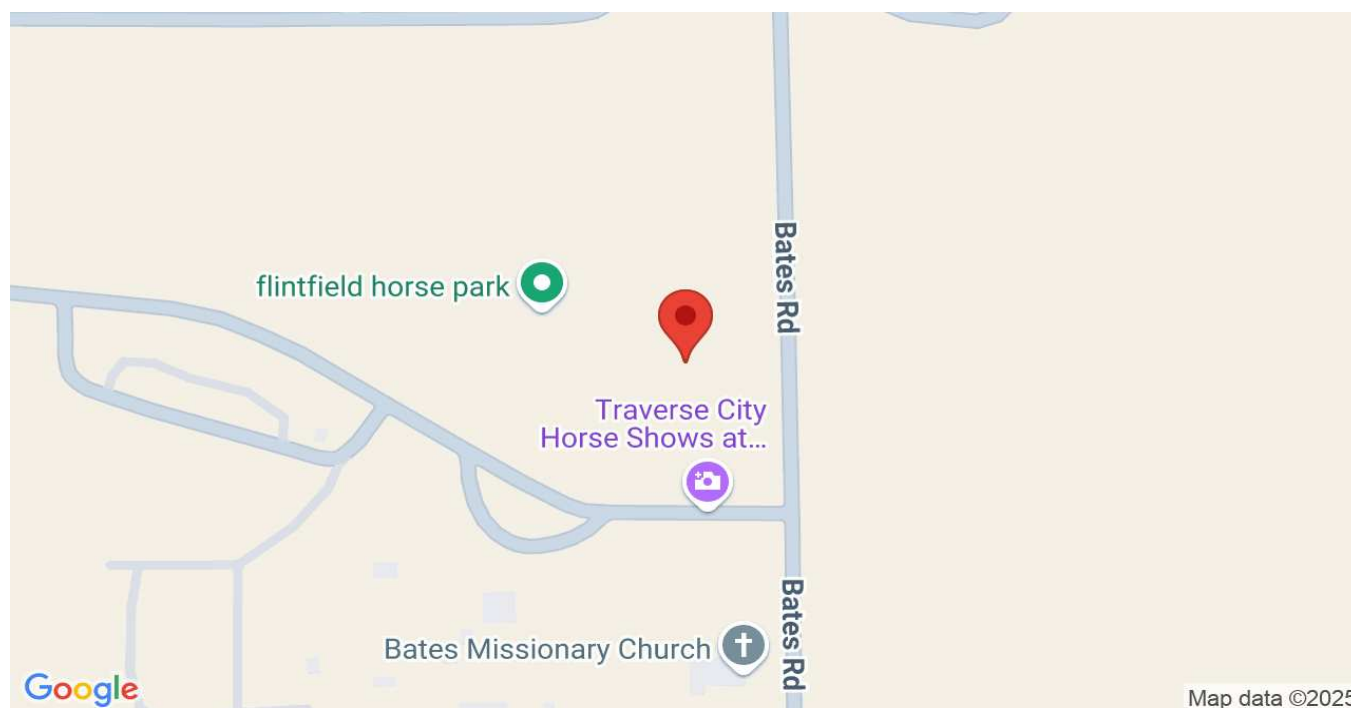 Bates Rd
flintfield horse park
Traverse City
Horse Shows at...
Bates Rd
Bates Missionary Church
Google
Map data ©2025